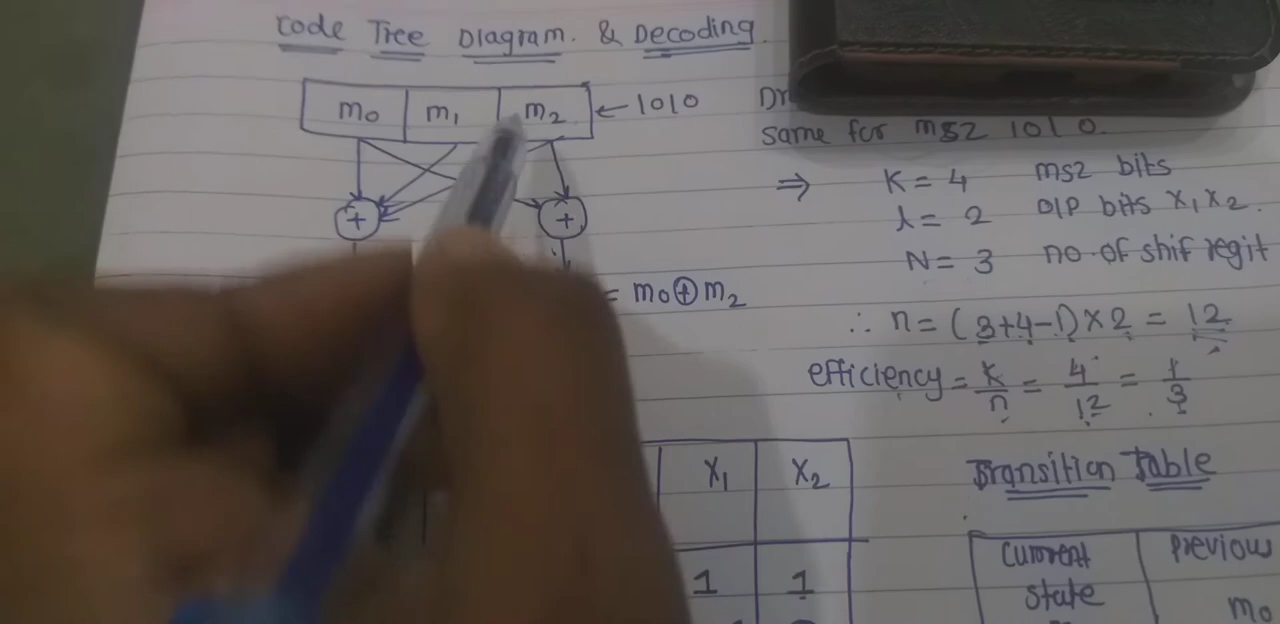 Code Tree Diagram. & Decoding.
m0 m1 m2 ← 1010
same for msz 1010.
⇒ K = 4 msz bits
λ = 2 O/P bits X1 X2.
N = 3 no. of shif regit
+ +
= m0⊕m2
∴ n = (3+4-1)×2 = 12
efficiency = K/n = 4/12 = 1/3
X1 X2
1 1
Transition Table
Current state Previous
m0